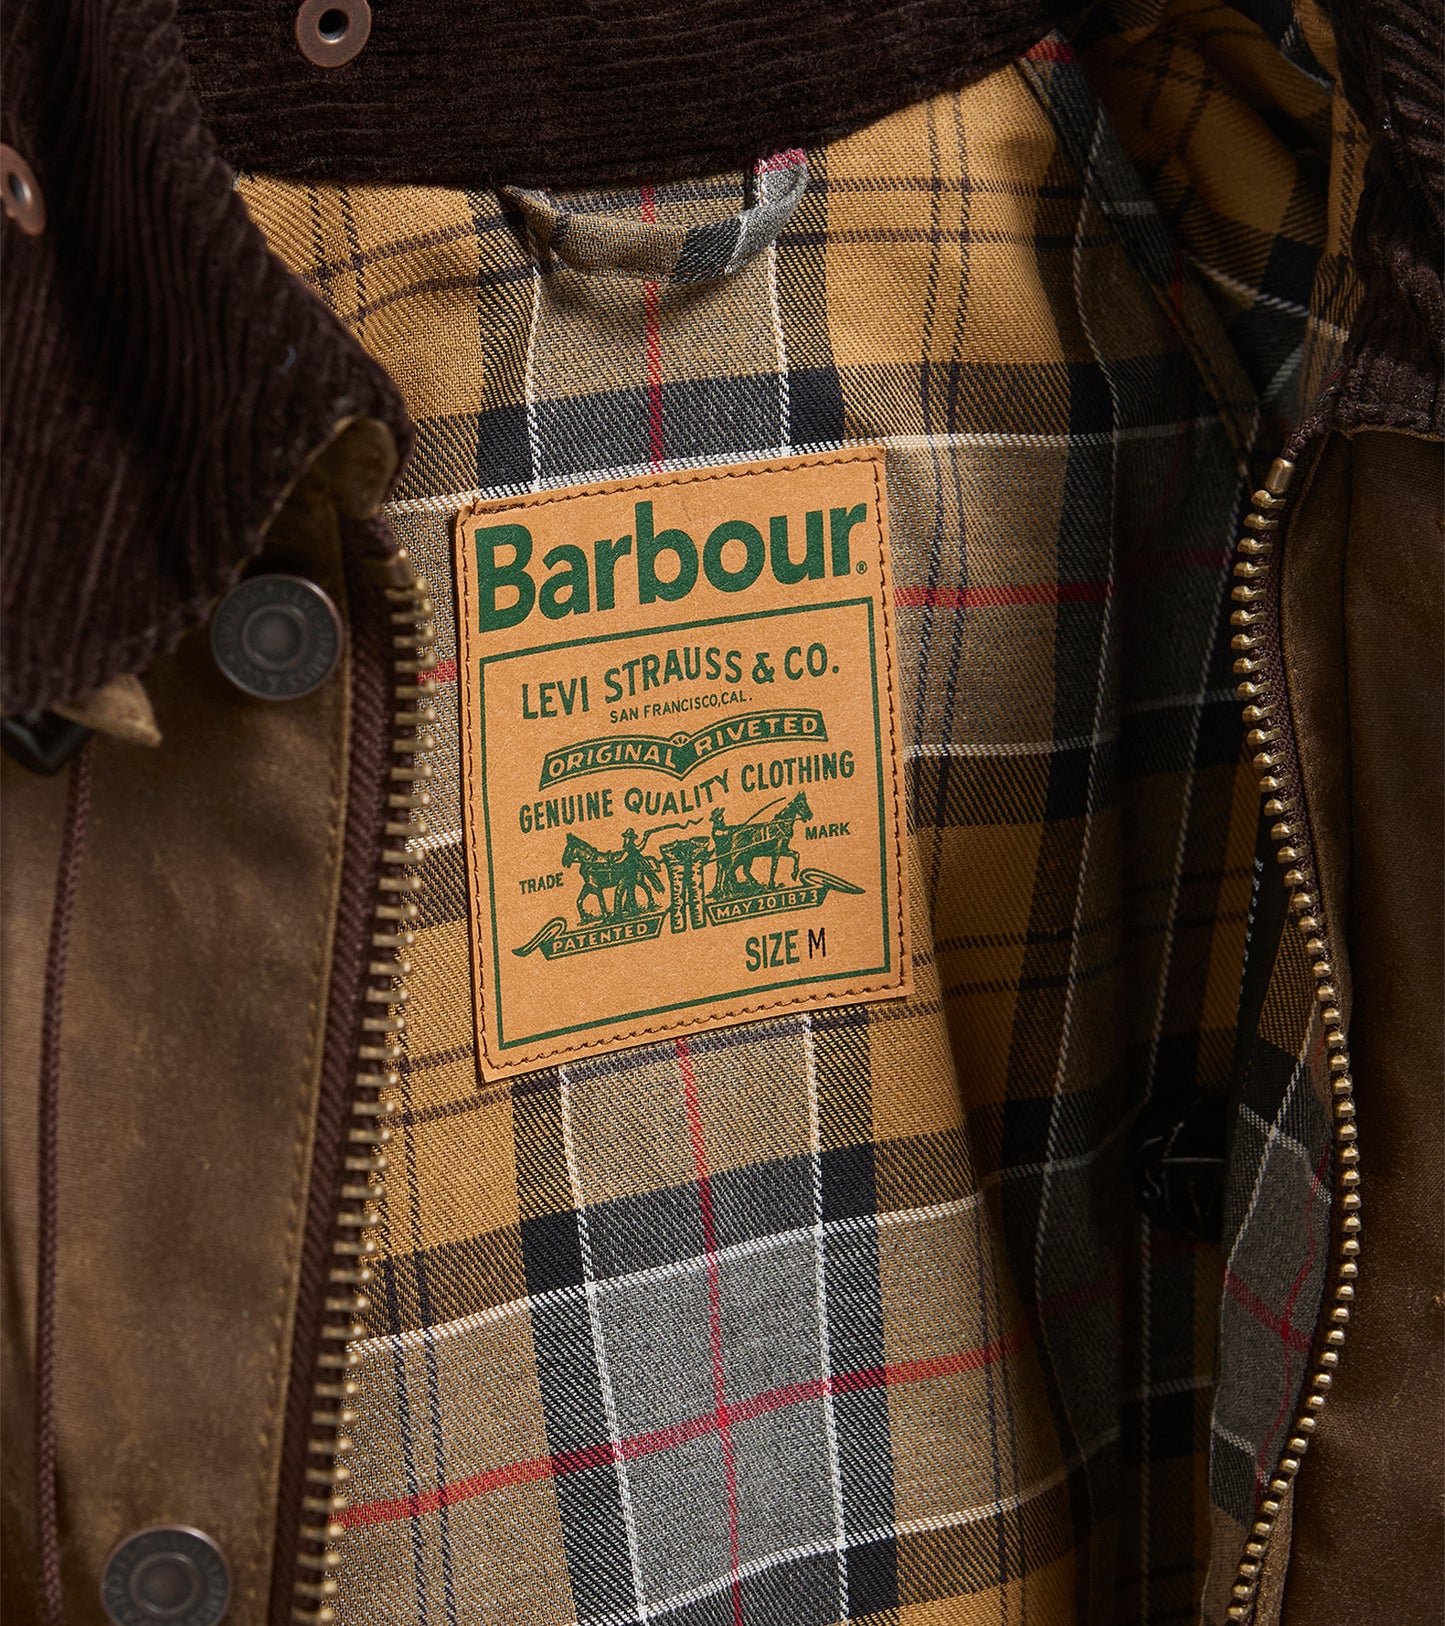 Barbour®
LEVI STRAUSS & CO.
SAN FRANCISCO, CAL.
ORIGINAL RIVETED
GENUINE QUALITY CLOTHING
TRADE MARK
PATENTED MAY 20 1873
SIZE M